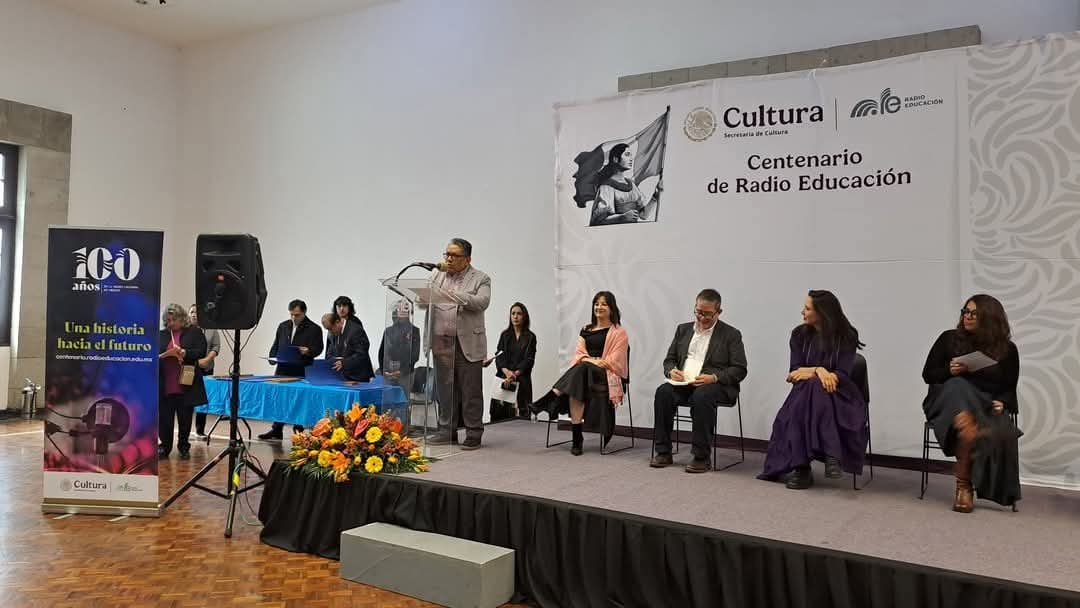 Cultura
Secretaría de Cultura
re RADIO
EDUCACIÓN
Centenario
de Radio Educación
100
años
Una historia
hacia el futuro
centenario.radioeducacion.edu.mx
Cultura